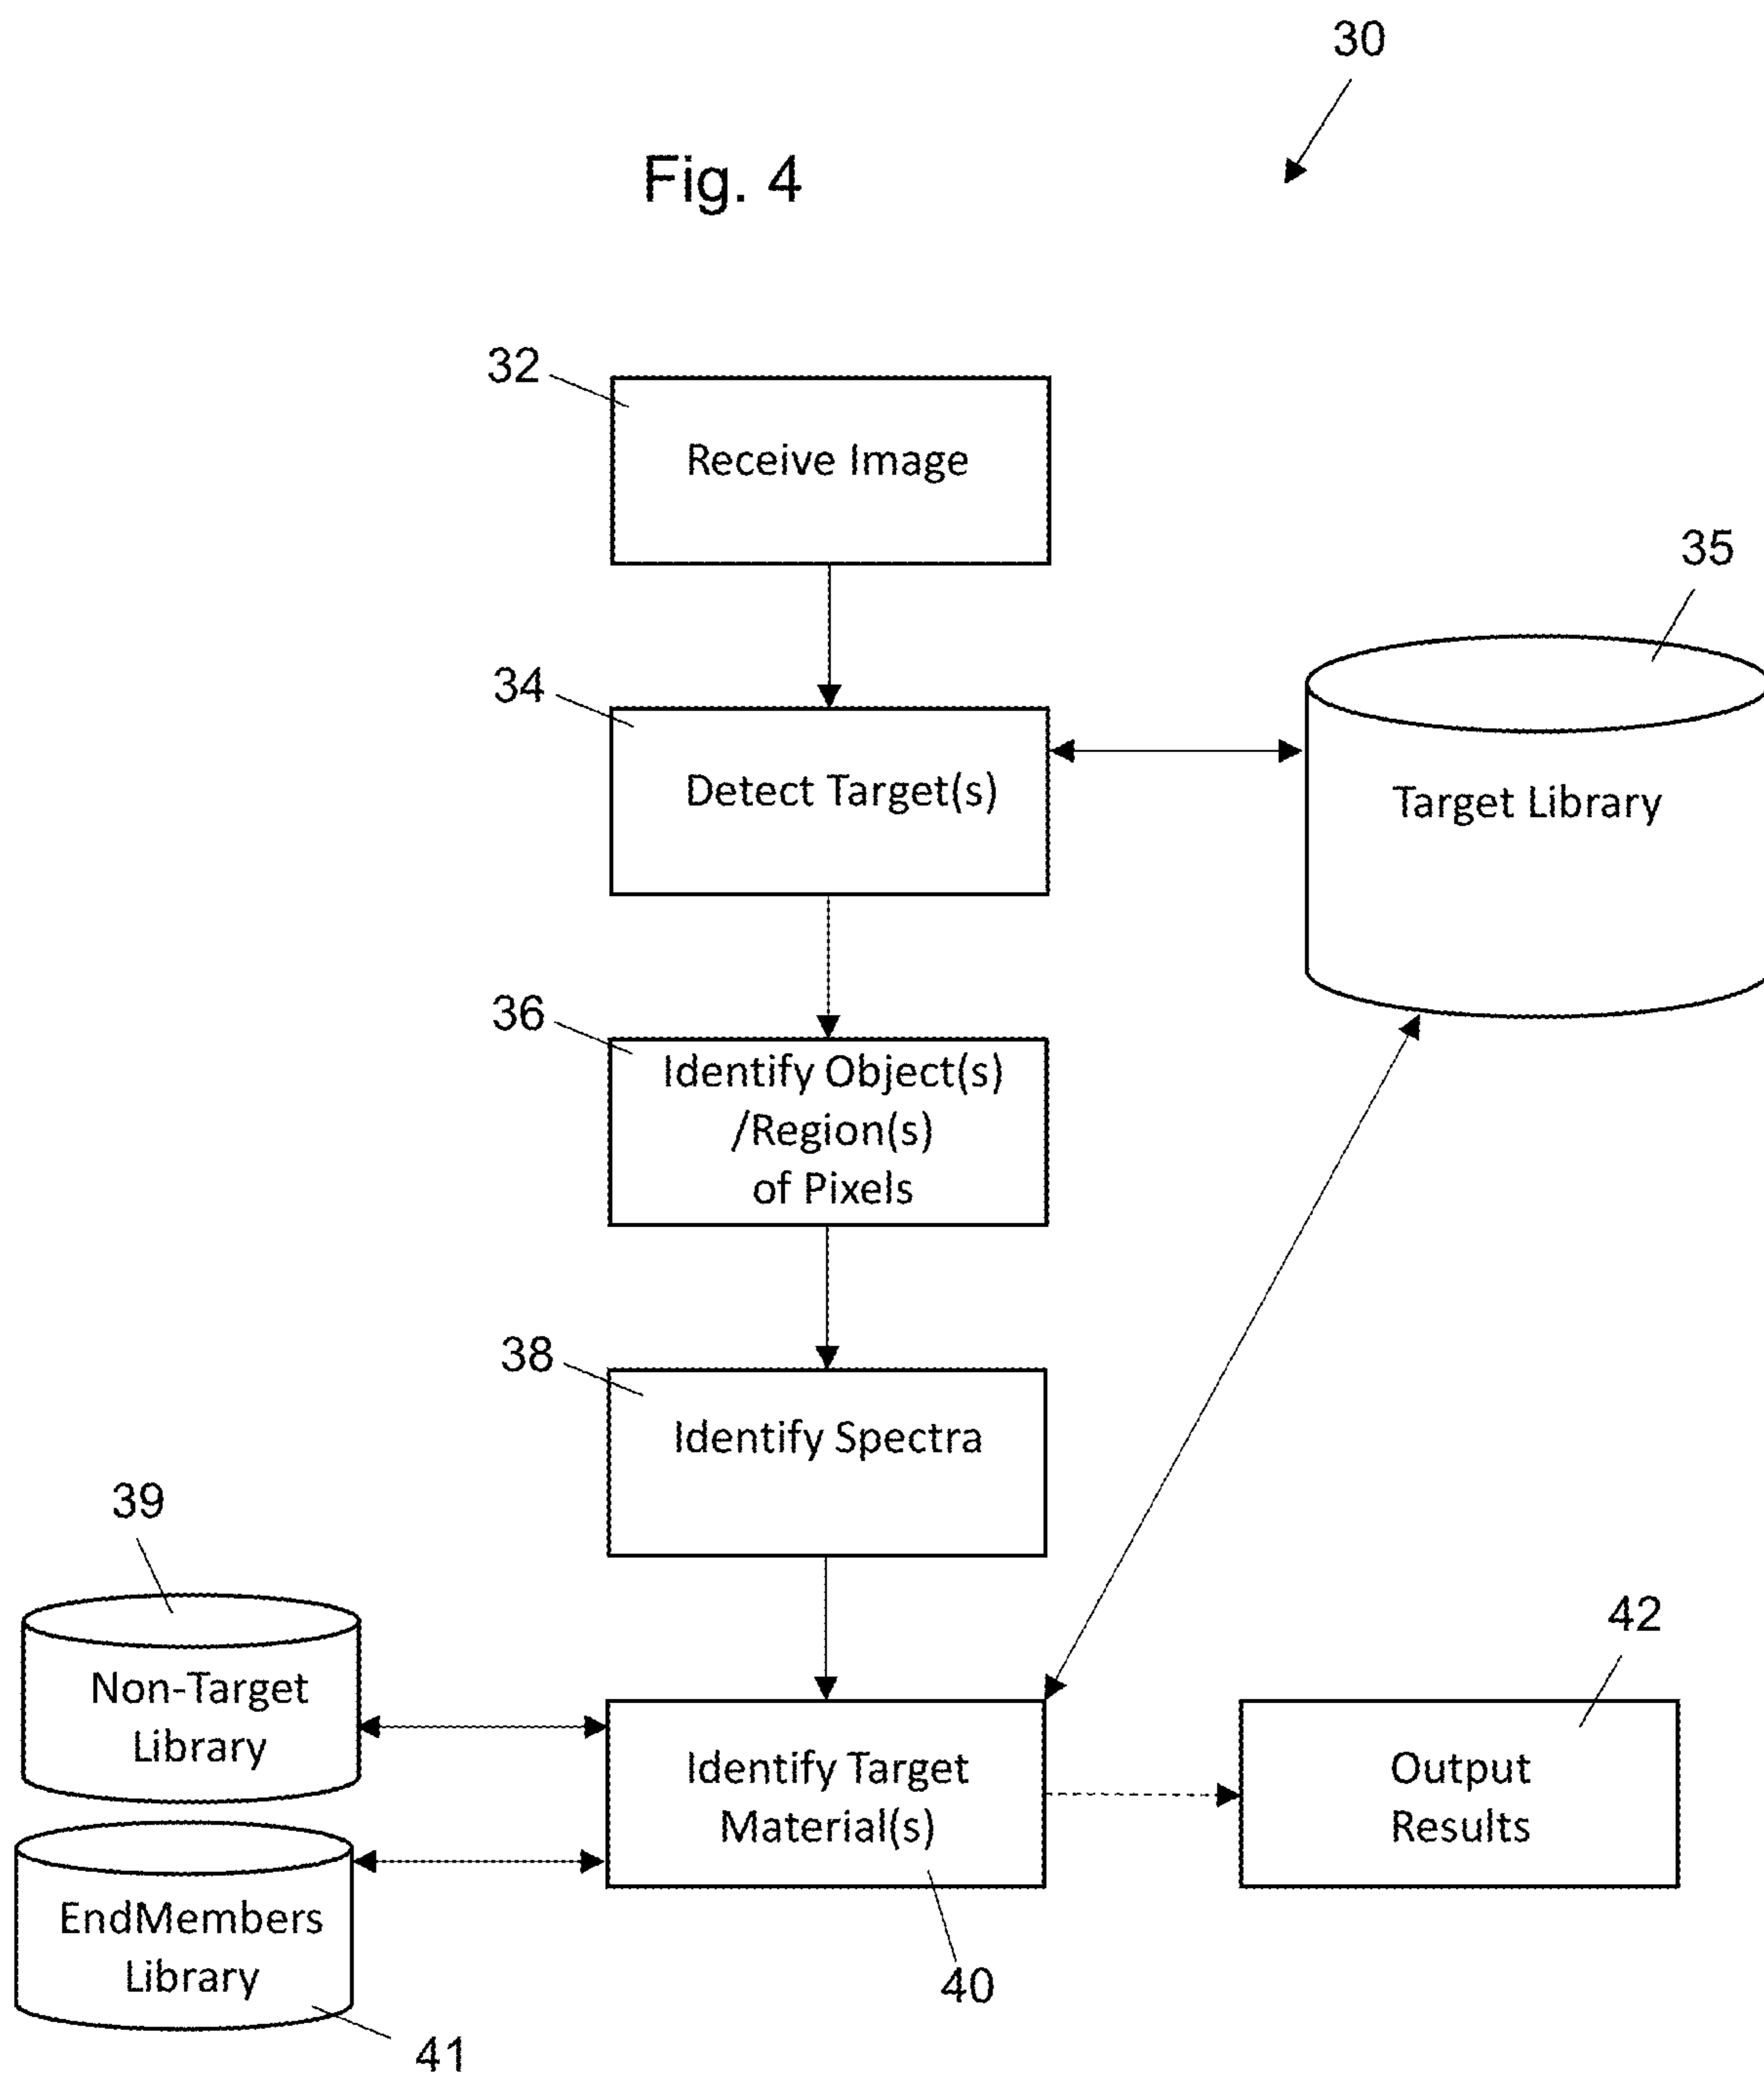 30
Fig. 4
32
Receive Image
35
34
Detect Target(s)
Target Library
36
Identify Object(s)
/Region(s)
of Pixels
38
Identify Spectra
39
Non-Target
Library
42
Identify Target
Material(s)
Output
Results
EndMembers
Library
40
41